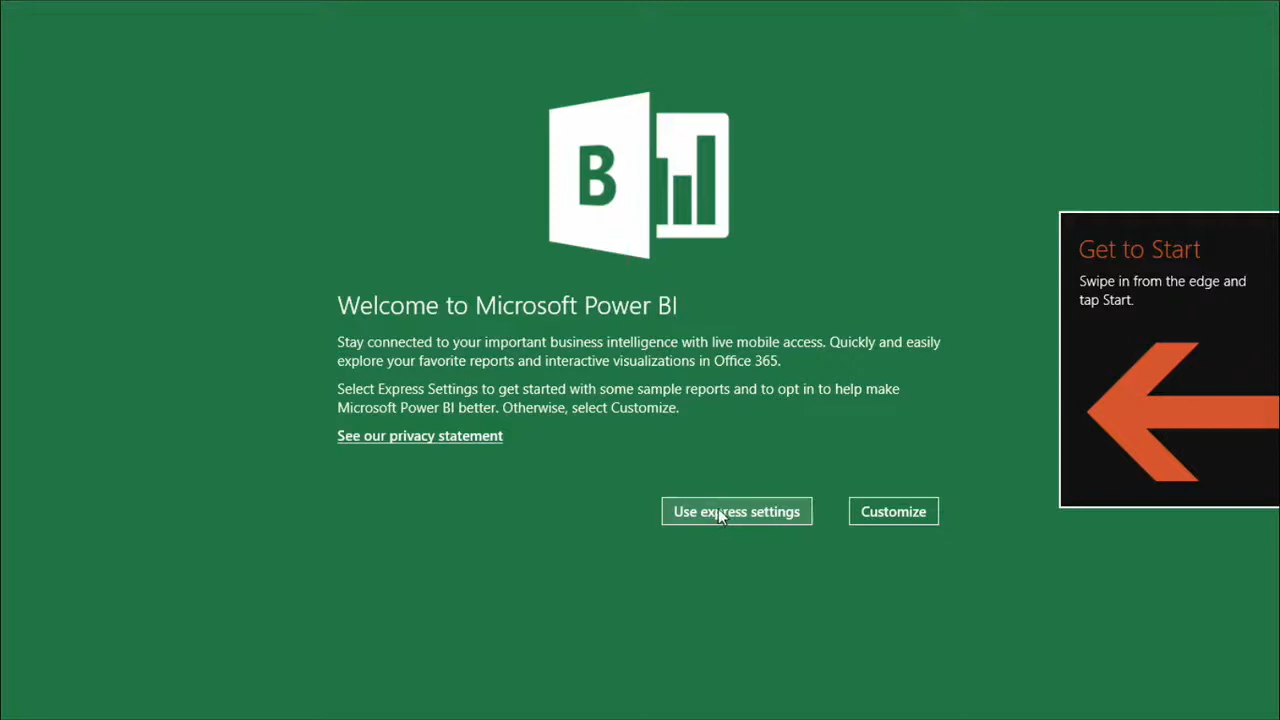 B
Welcome to Microsoft Power BI
Stay connected to your important business intelligence with live mobile access. Quickly and easily
explore your favorite reports and interactive visualizations in Office 365.
Select Express Settings to get started with some sample reports and to opt in to help make
Microsoft Power BI better. Otherwise, select Customize.
See our privacy statement
Use express settings
Customize
Get to Start
Swipe in from the edge and
tap Start.